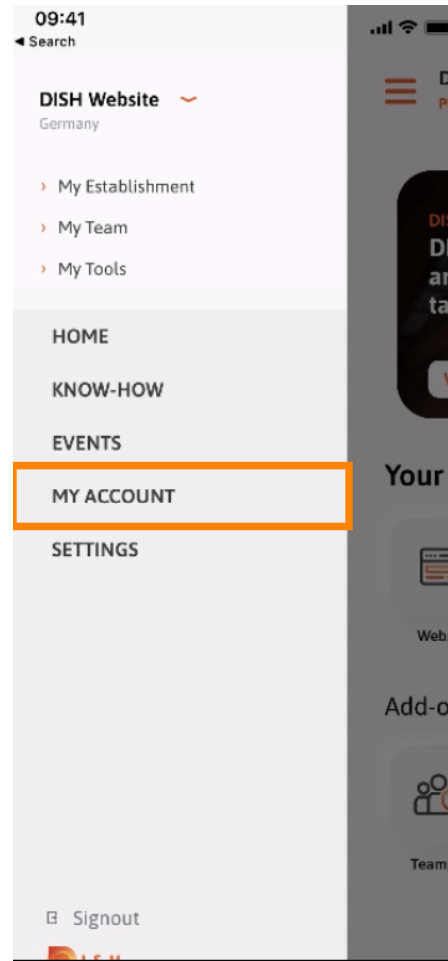 09:41
◀ Search
DISH Website
Germany
My Establishment
My Team
My Tools
HOME
KNOW-HOW
EVENTS
MY ACCOUNT
SETTINGS
Signout
Your
Add-o